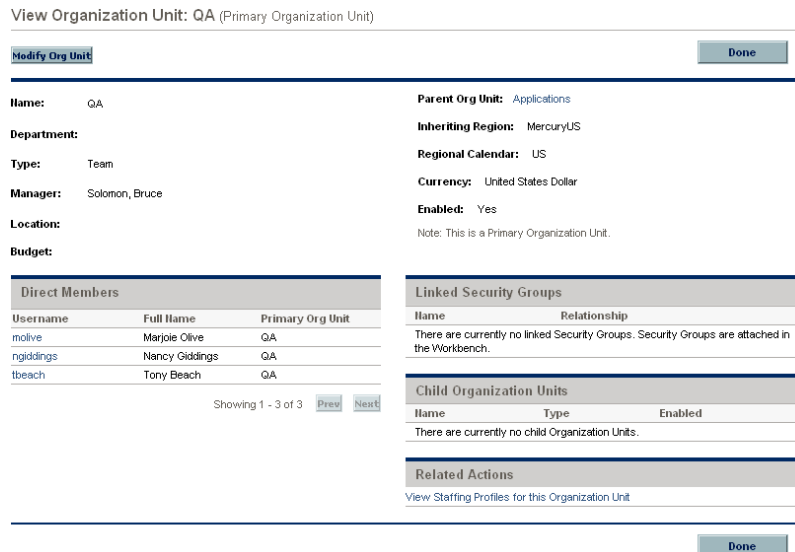 View Organization Unit: QA (Primary Organization Unit)
Modify Org Unit
Done
Name: QA
Department:
Type: Team
Manager: Solomon, Bruce
Location:
Budget:
Parent Org Unit: Applications
Inheriting Region: MercuryUS
Regional Calendar: US
Currency: United States Dollar
Enabled: Yes
Note: This is a Primary Organization Unit.
Direct Members
Username Full Name Primary Org Unit
molive Marjoie Olive QA
ngiddings Nancy Giddings QA
tbeach Tony Beach QA
Showing 1 - 3 of 3 Prev Next
Linked Security Groups
Name Relationship
There are currently no linked Security Groups. Security Groups are attached in
the Workbench.
Child Organization Units
Name Type Enabled
There are currently no child Organization Units.
Related Actions
View Staffing Profiles for this Organization Unit
Done